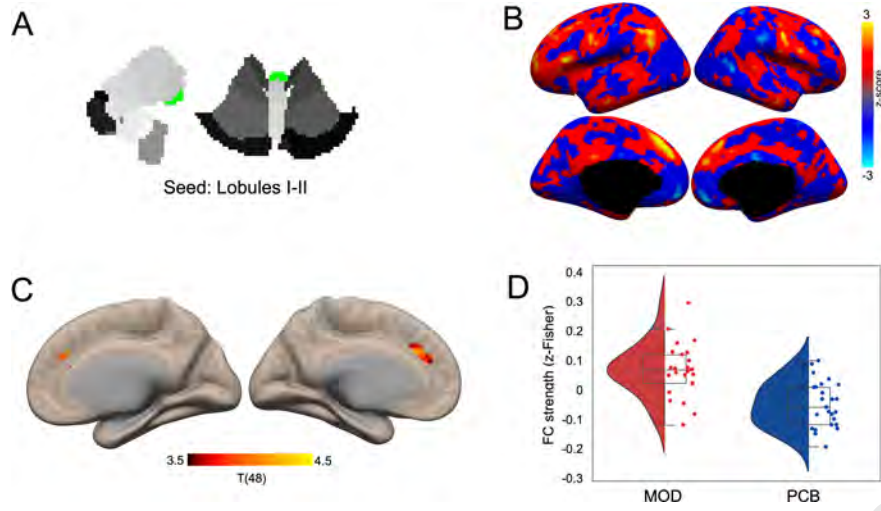 A
Seed: Lobules I-II
B
3
z-score
-3
C
3.5
4.5
T(48)
D
FC strength (z-Fisher)
0.4
0.3
0.2
0.1
0
-0.1
-0.2
-0.3
MOD
PCB